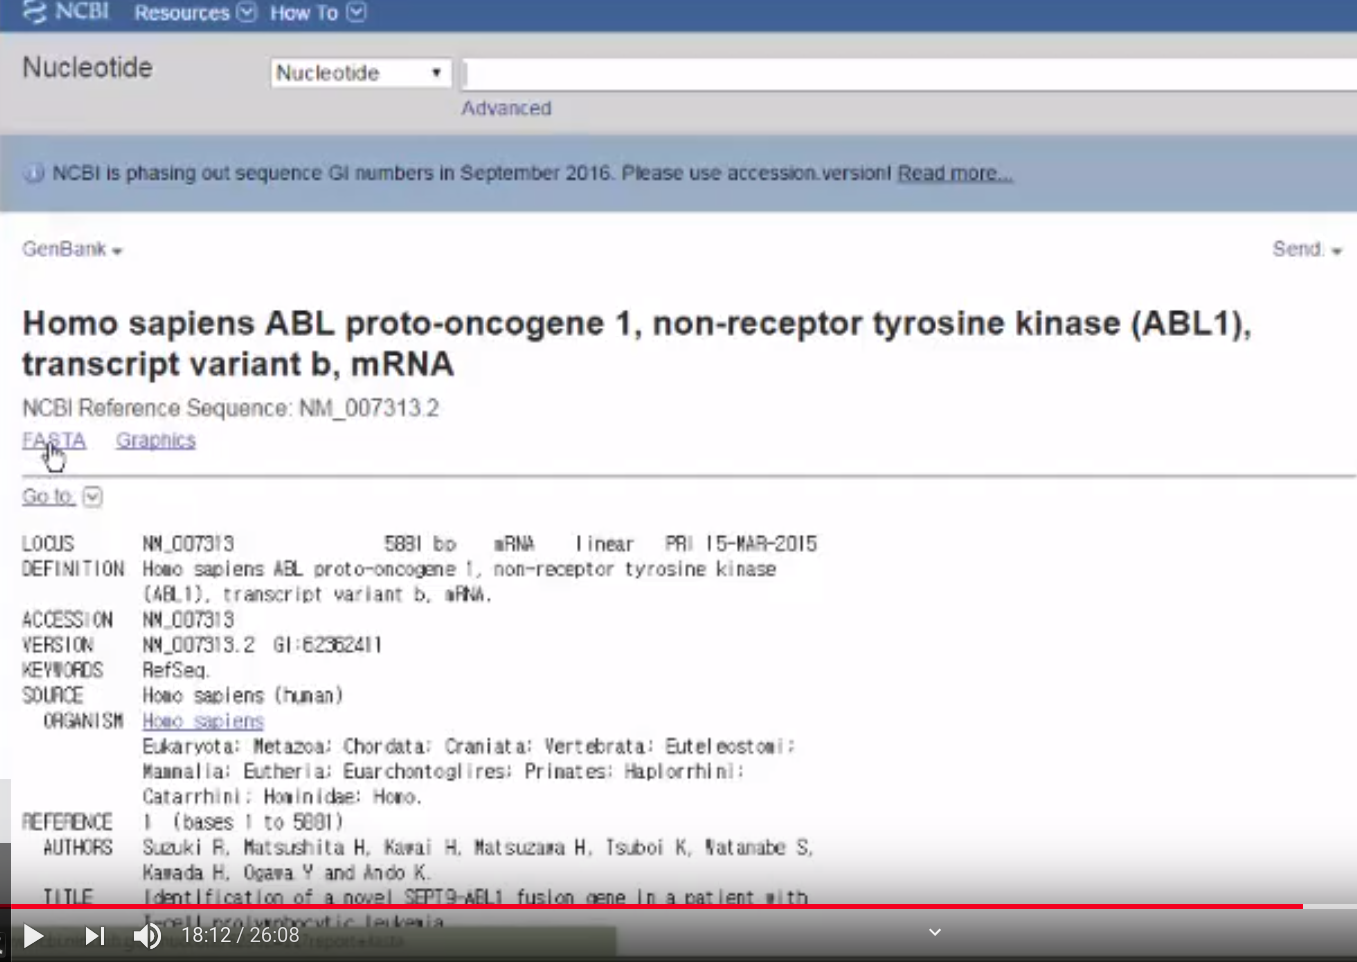 NCBI Resources How To
Nucleotide
Nucleotide
Advanced
NCBI is phasing out sequence GI numbers in September 2016. Please use accession.version! Read more...
GenBank
Send:
Homo sapiens ABL proto-oncogene 1, non-receptor tyrosine kinase (ABL1),
transcript variant b, mRNA
NCBI Reference Sequence: NM_007313.2
FASTA Graphics
Go to:
LOCUS NM_007313 5881 bp mRNA linear PRI 15-MAR-2015
DEFINITION Homo sapiens ABL proto-oncogene 1, non-receptor tyrosine kinase
(ABL1), transcript variant b, mRNA.
ACCESSION NM_007313
VERSION NM_007313.2 GI:62362411
KEYWORDS RefSeq.
SOURCE Homo sapiens (human)
ORGANISM Homo sapiens
Eukaryota; Metazoa; Chordata; Craniata; Vertebrata; Euteleostomi;
Mammalia; Eutheria; Euarchontoglires; Primates; Haplorrhini;
Catarrhini; Hominidae; Homo.
REFERENCE 1 (bases 1 to 5881)
AUTHORS Suzuki R, Matsushita H, Kawai H, Matsuzawa H, Tsuboi K, Watanabe S,
Kawada H, Ogawa Y and Ando K.
TITLE Identification of a novel SEPT9-ABL1 fusion gene in a patient with
T-cell prolymphocytic leukemia
18:12 / 26:08